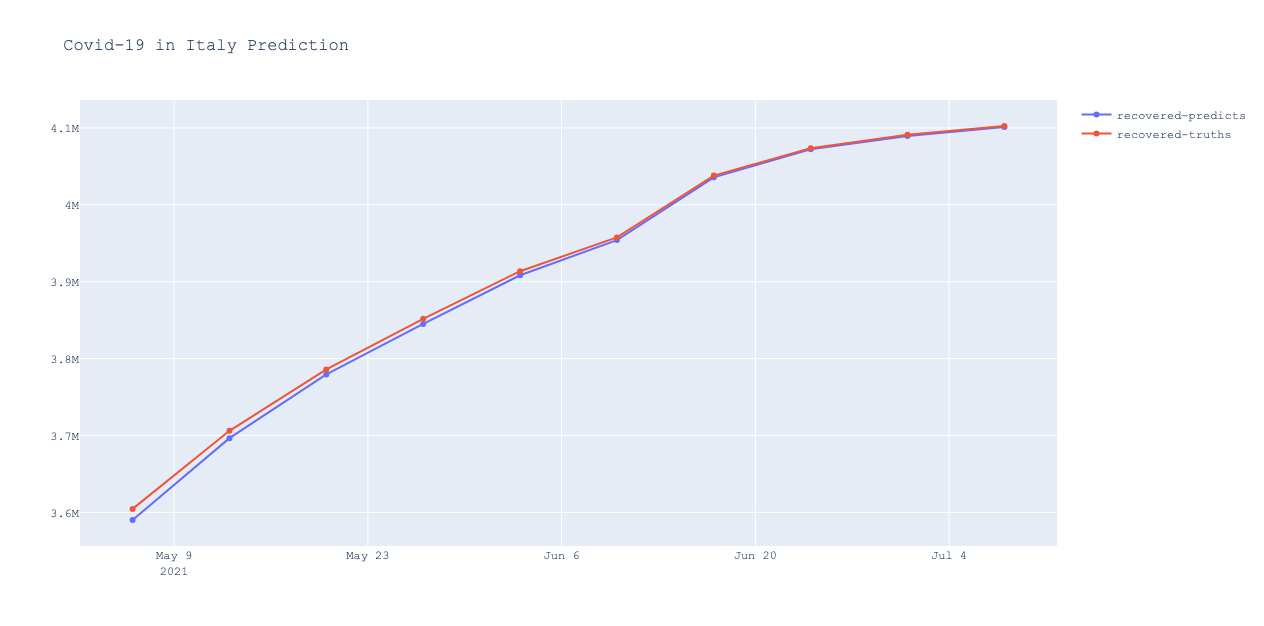 Covid-19 in Italy Prediction
recovered-predicts
recovered-truths
4.1M
4M
3.9M
3.8M
3.7M
3.6M
May 9 May 23 Jun 6 Jun 20 Jul 4
2021